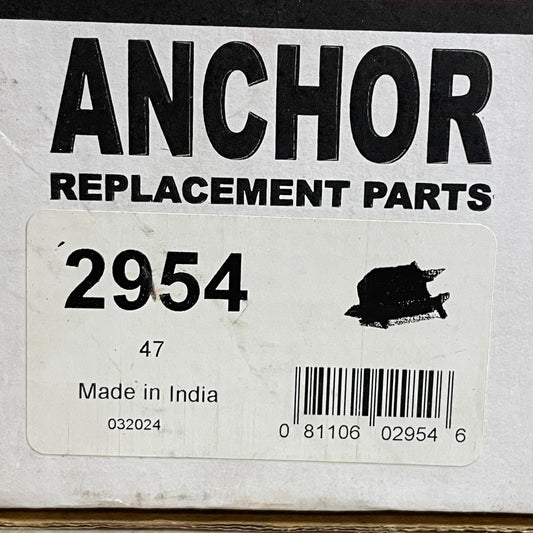 ANCHOR
REPLACEMENT PARTS
2954
47
Made in India
032024
0 81106 02954 6